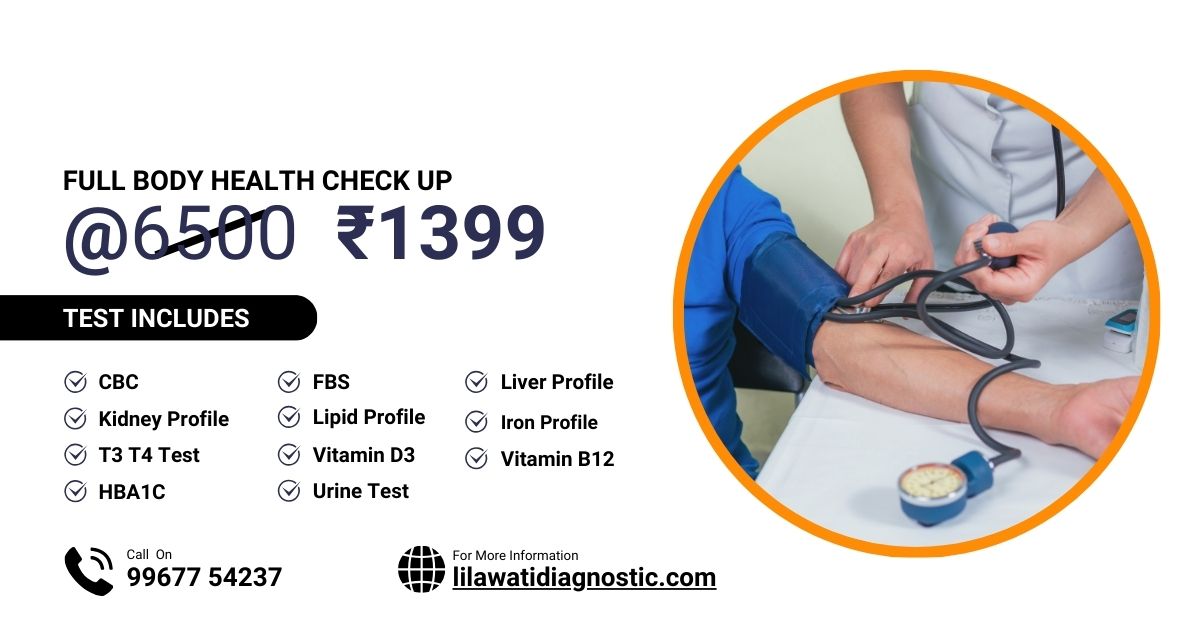 FULL BODY HEALTH CHECK UP
@6500 ₹1399
TEST INCLUDES
CBC
Kidney Profile
T3 T4 Test
HBA1C
FBS
Lipid Profile
Vitamin D3
Urine Test
Liver Profile
Iron Profile
Vitamin B12
Call On
99677 54237
For More Information
lilawatidiagnostic.com